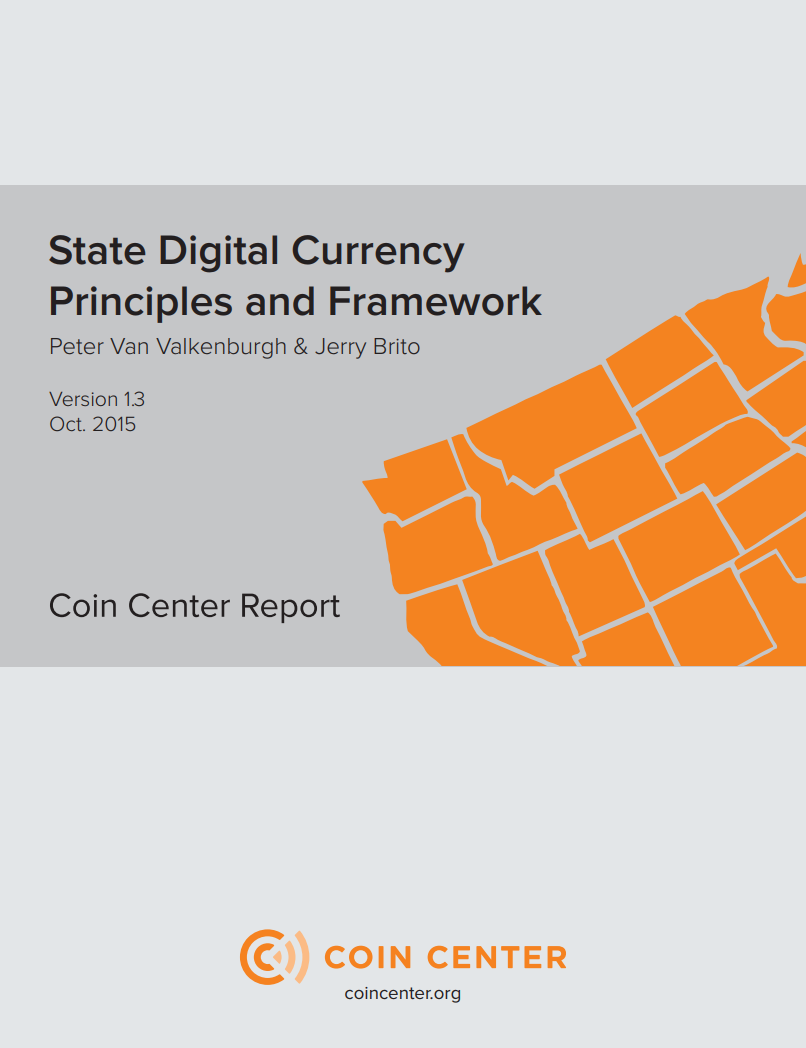 State Digital Currency
Principles and Framework
Peter Van Valkenburgh & Jerry Brito
Version 1.3
Oct. 2015
Coin Center Report
COIN CENTER
coincenter.org